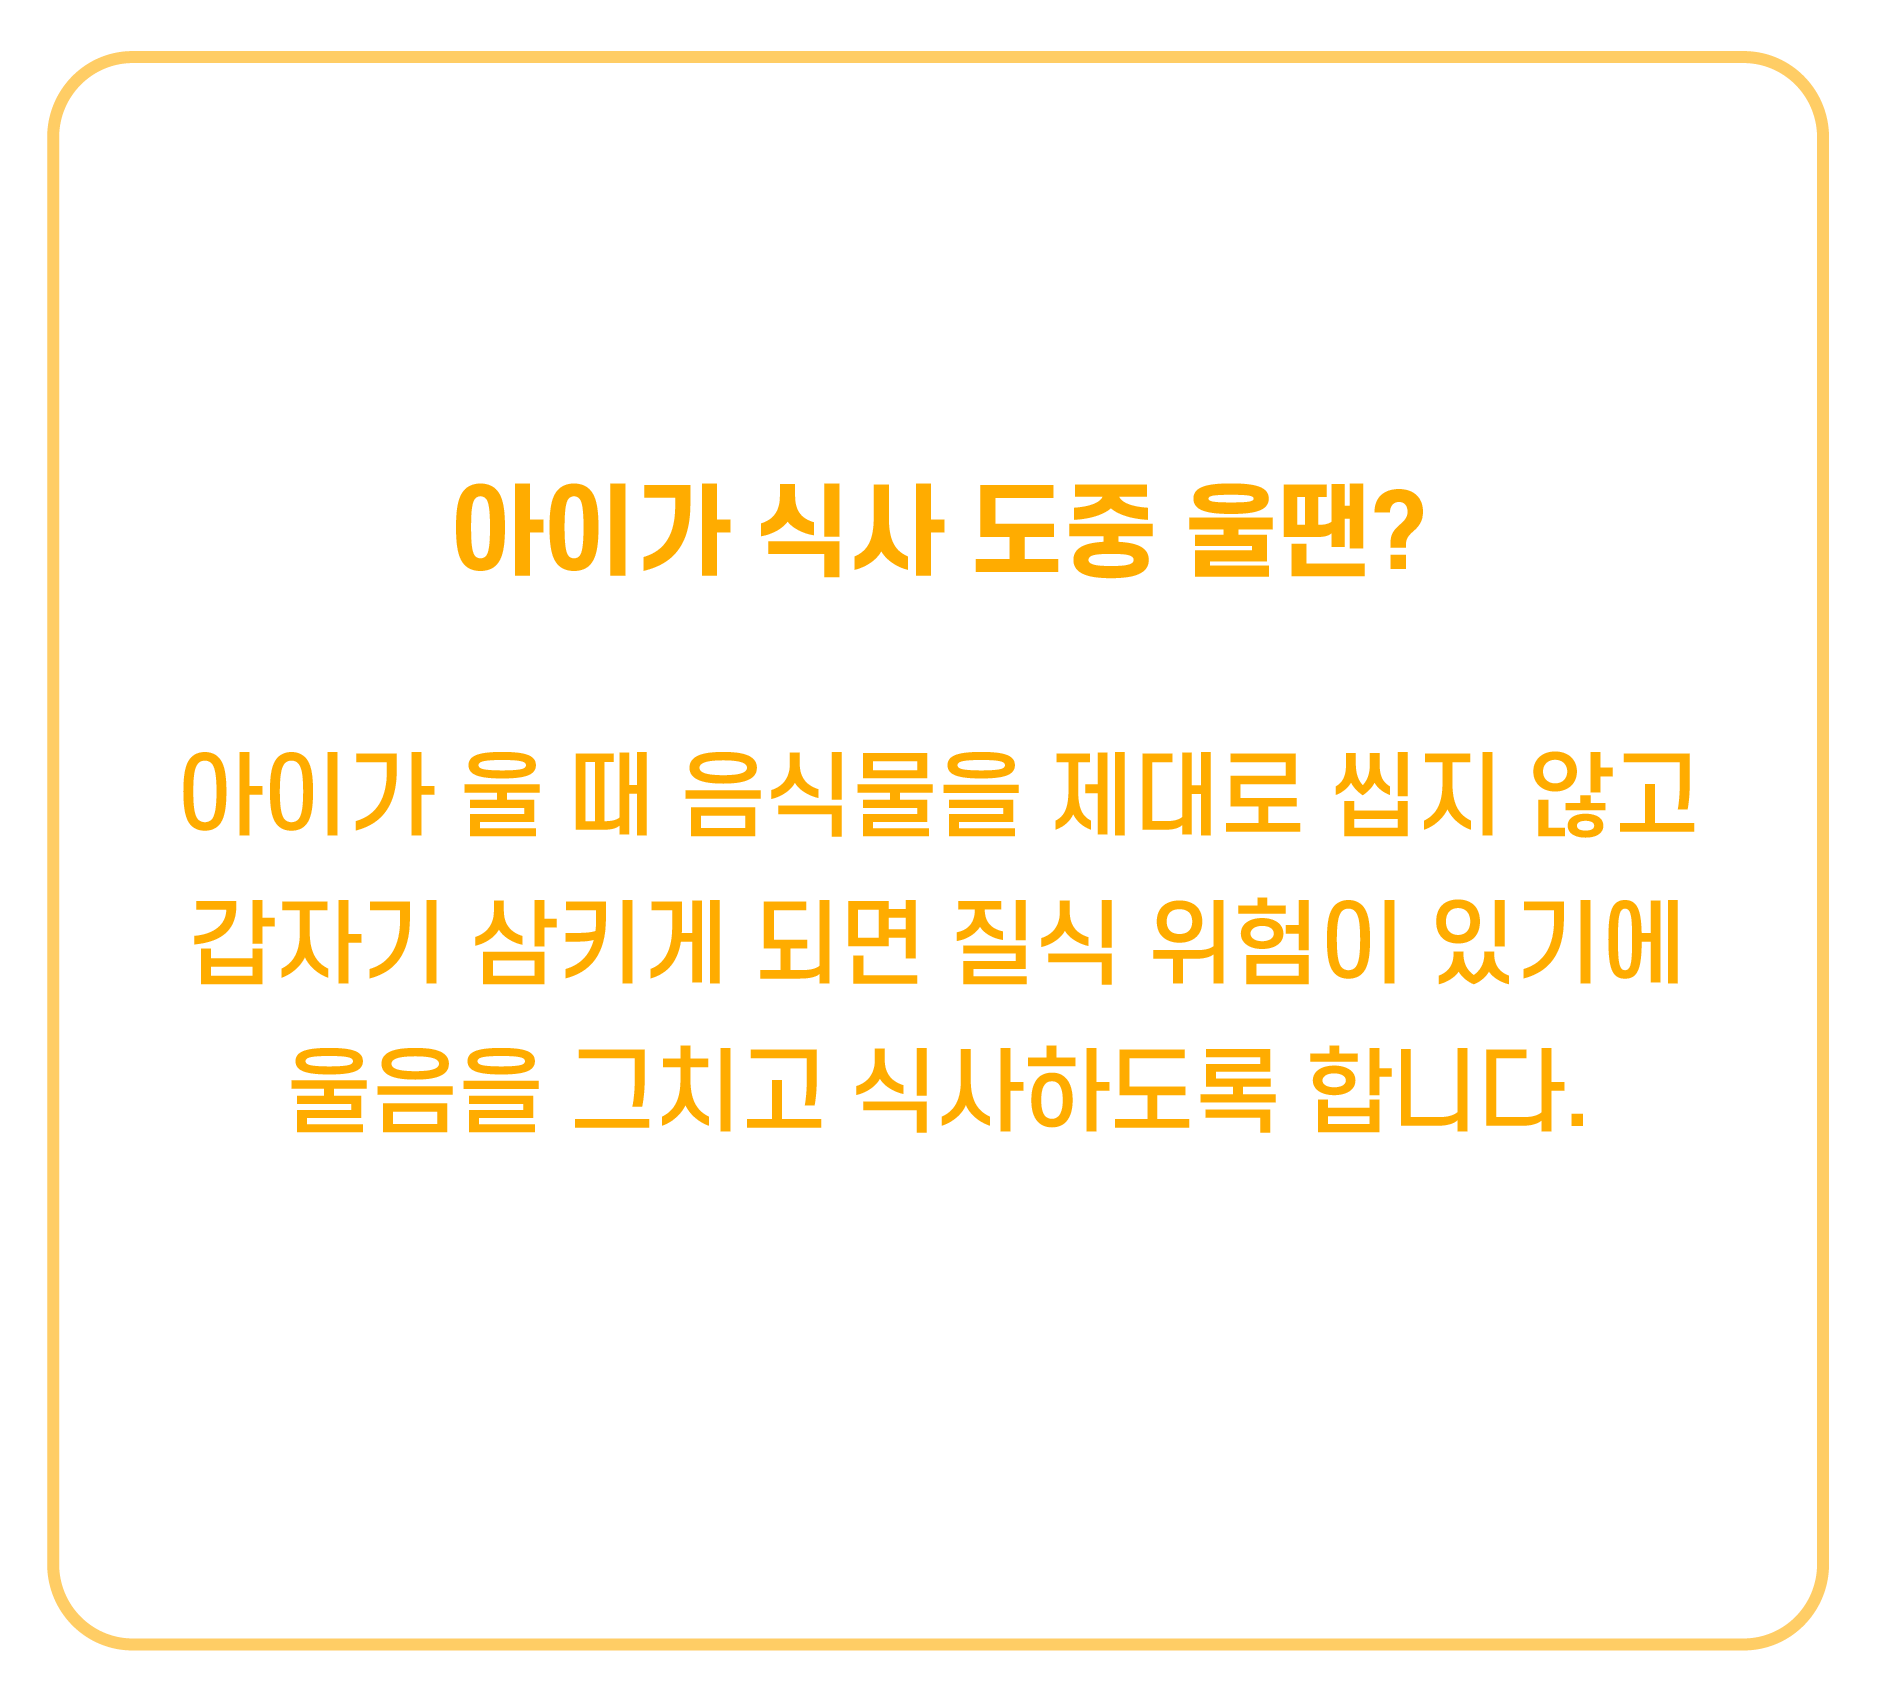 아이가 식사 도중 울땐?
아이가 울 때 음식물을 제대로 씹지 않고
갑자기 삼키게 되면 질식 위험이 있기에
울음을 그치고 식사하도록 합니다.